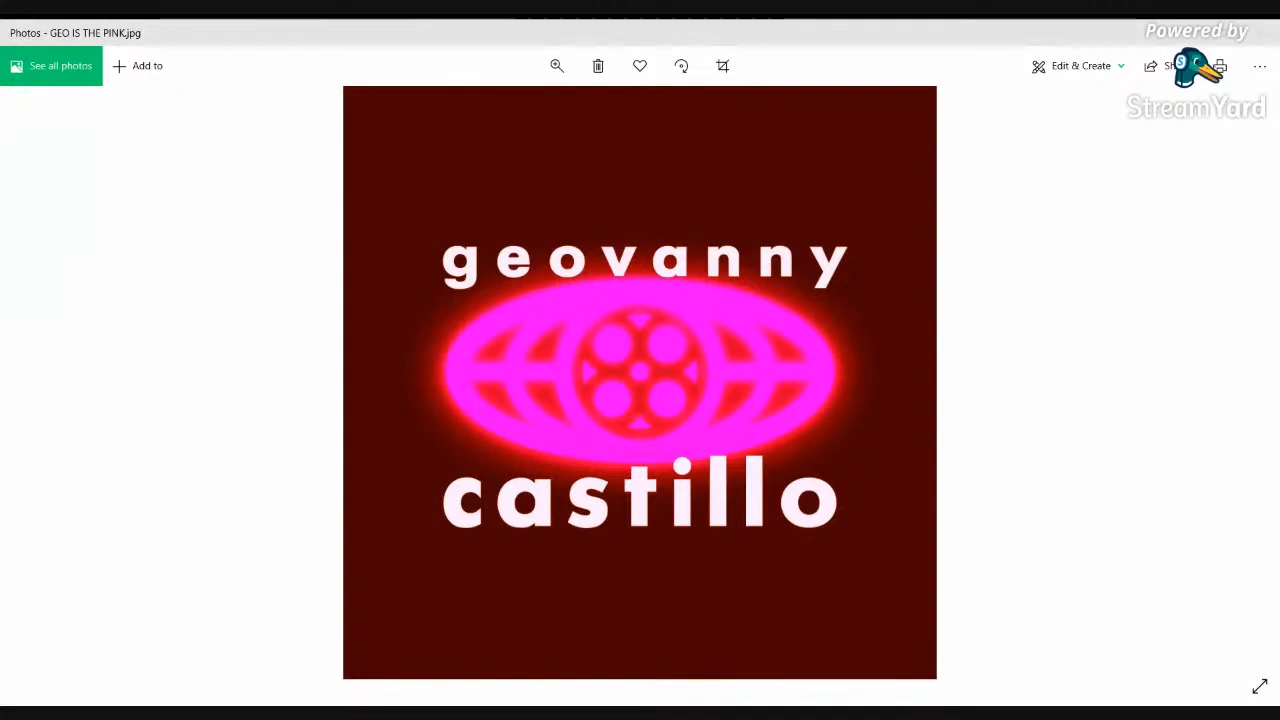 Photos - GEO IS THE PINK.jpg
Powered by
See all photos
Add to
Edit & Create
StreamYard
geovanny
castillo